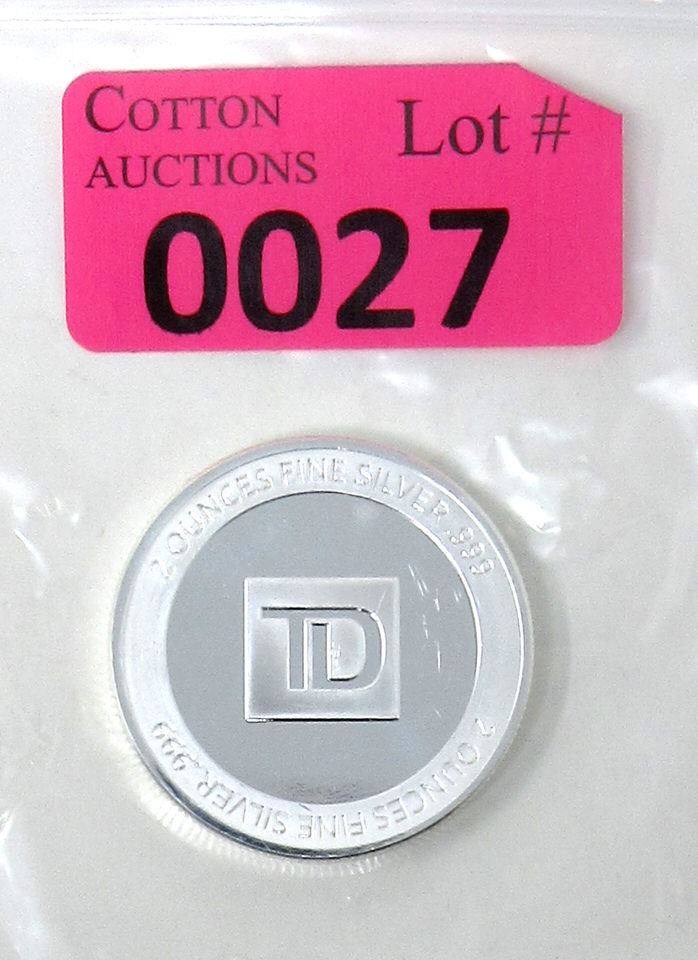 COTTON
AUCTIONS
Lot #
0027
2 OUNCES FINE SILVER .999
TD
2 OUNCES FINE SILVER .999